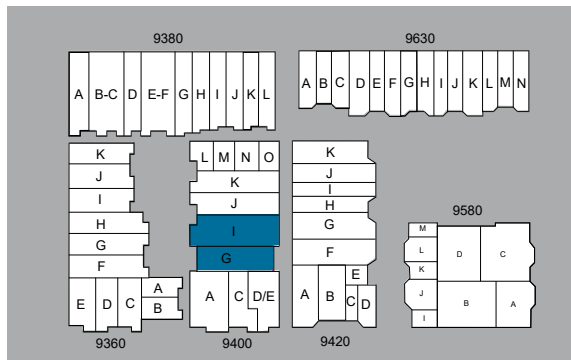 9380 9630
A B-C D E-F G H I J K L
A B C D E F G H I J K L M N
K
J
I
H
G
F
E D C
A
B
9360
L M N O
K
J
I
G
A C D/E
9400
K
J
I
H
G
F
E
A B C D
9420
9580
M
L
K
J
I
D C
B A